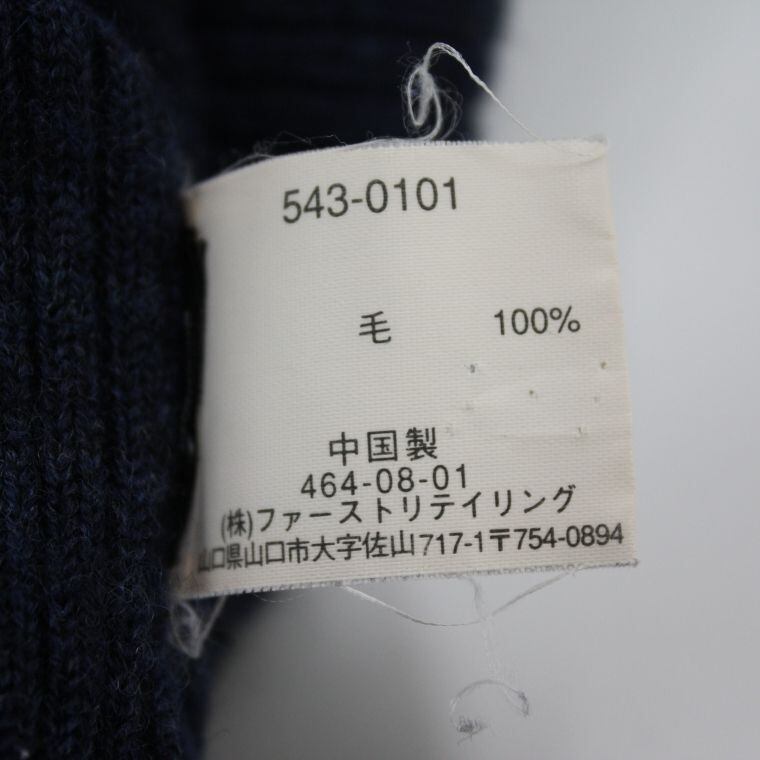 543-0101
毛 100%
中国製
464-08-01
(株)ファーストリテイリング
山口県山口市大字佐山717-1〒754-0894